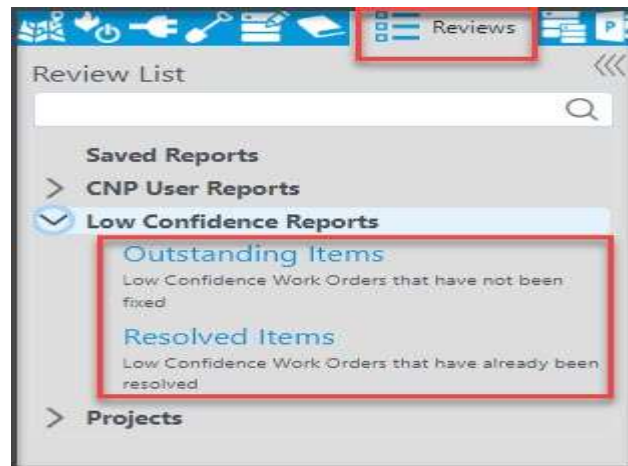 Reviews
P
Review List
Saved Reports
CNP User Reports
Low Confidence Reports
Outstanding Items
Low Confidence Work Orders that have not been
fixed
Resolved Items
Low Confidence Work Orders that have already been
resolved
Projects